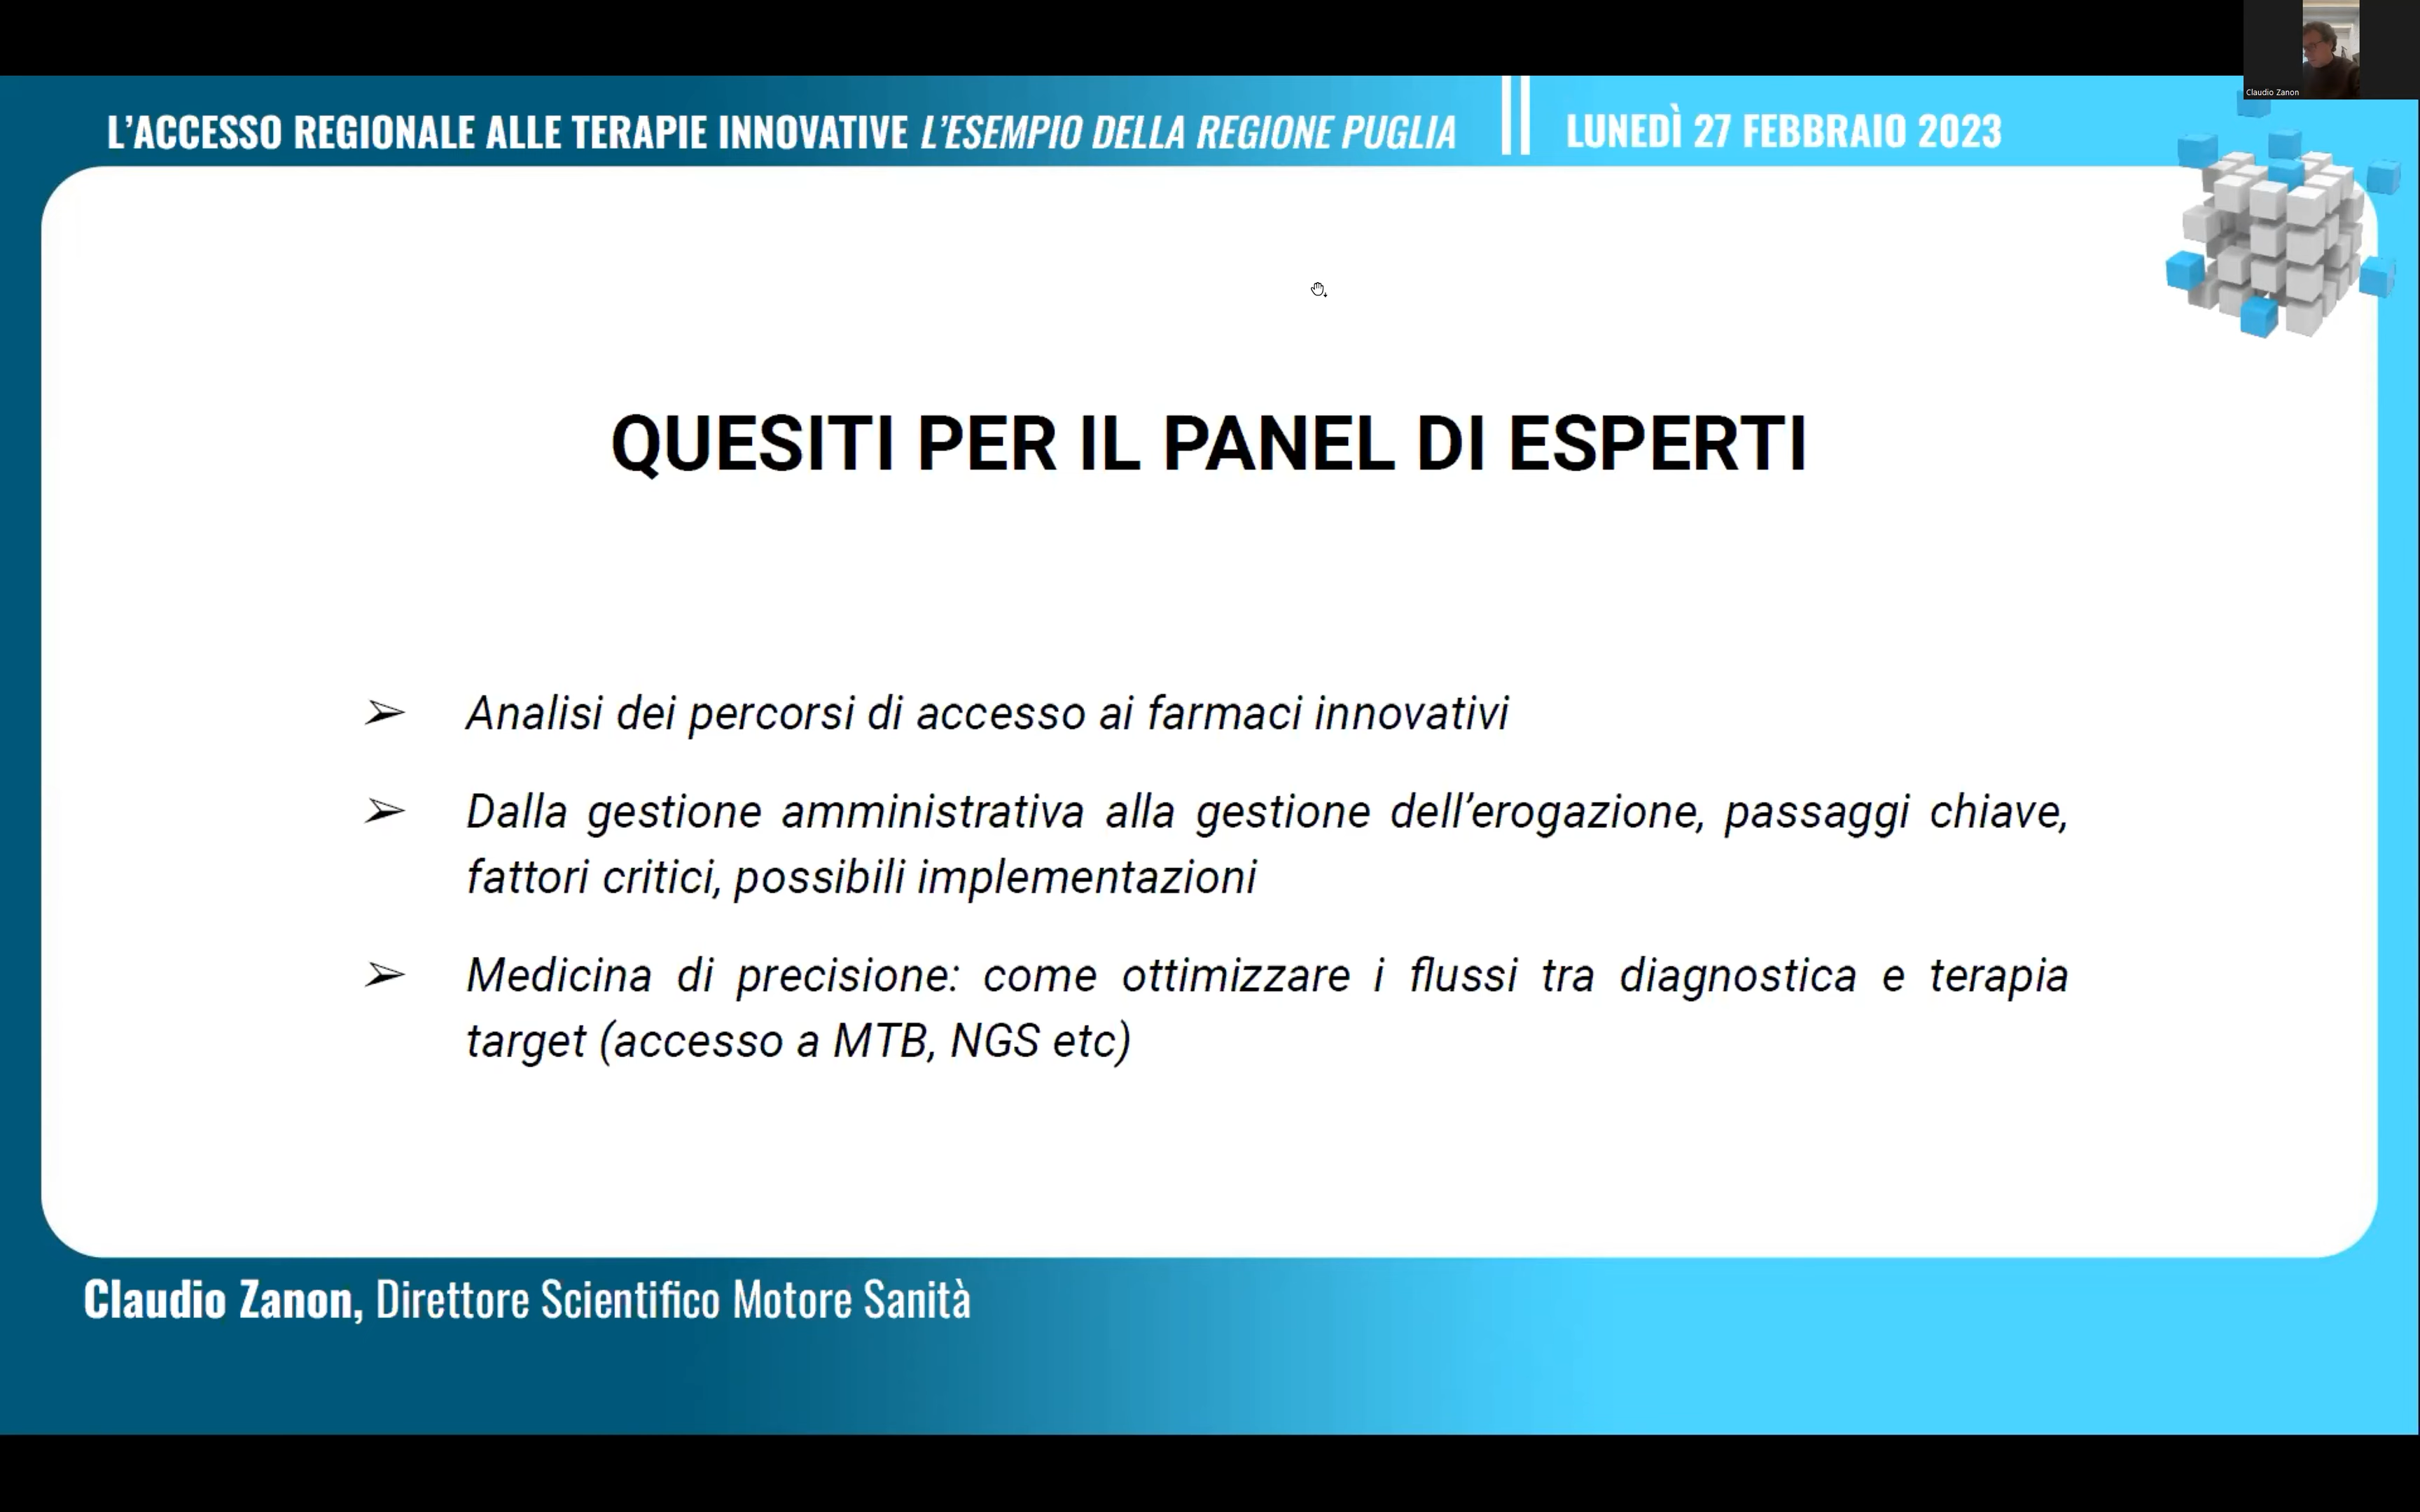 Claudio Zanon
L’ACCESSO REGIONALE ALLE TERAPIE INNOVATIVE L’ESEMPIO DELLA REGIONE PUGLIA
LUNEDÌ 27 FEBBRAIO 2023
QUESITI PER IL PANEL DI ESPERTI
➢ Analisi dei percorsi di accesso ai farmaci innovativi
➢ Dalla gestione amministrativa alla gestione dell’erogazione, passaggi chiave,
fattori critici, possibili implementazioni
➢ Medicina di precisione: come ottimizzare i flussi tra diagnostica e terapia
target (accesso a MTB, NGS etc)
Claudio Zanon, Direttore Scientifico Motore Sanità